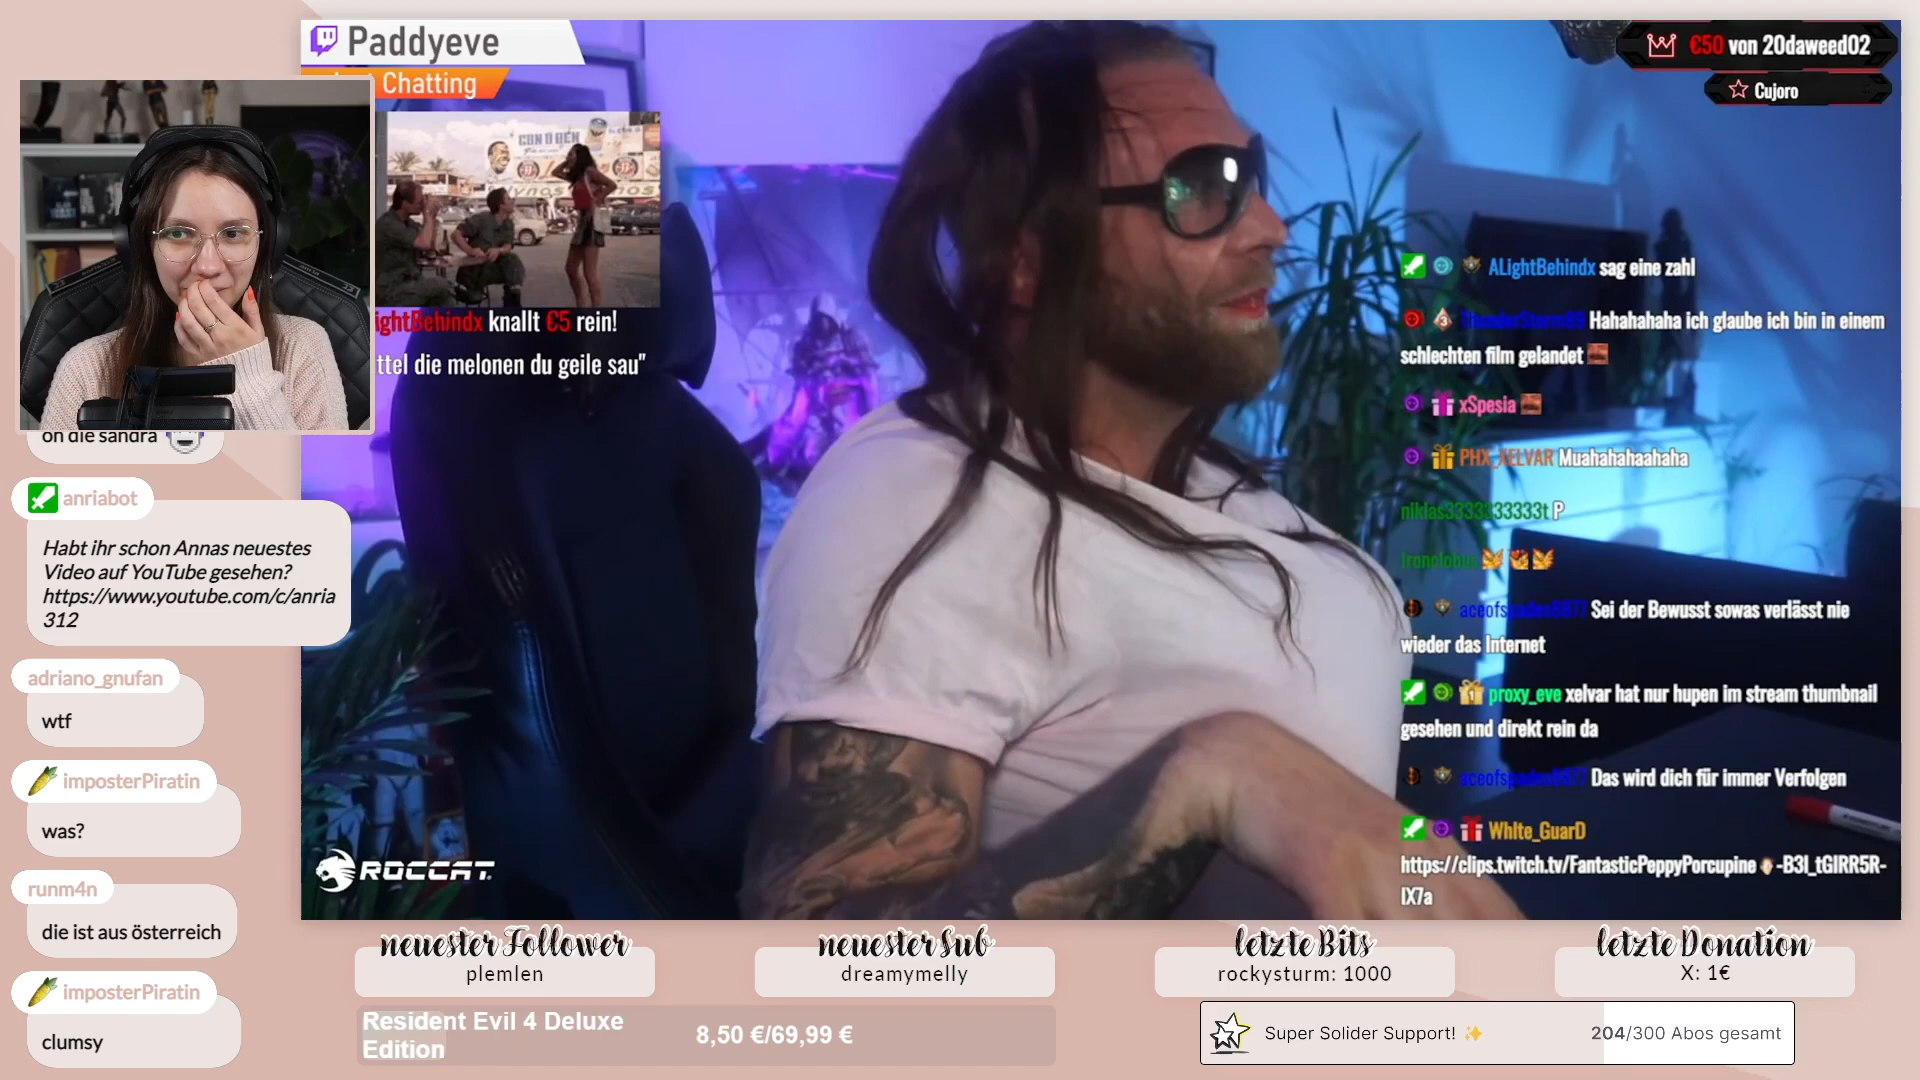 Paddyeve
Chatting
€50 von 20daweed02
Cujoro
ightBehindx knallt €5 rein!
ttel die melonen du geile sau"
ALightBehindx sag eine zahl
Hahahahaha ich glaube ich bin in einem
schlechten film gelandet
xSpesia
PHX_XELVAR Muahahahaahaha
niklas3333333333t P
Sei der Bewusst sowas verlässt nie
wieder das Internet
proxy_eve xelvar hat nur hupen im stream thumbnail
gesehen und direkt rein da
Das wird dich für immer Verfolgen
WhIte_GuarD
https://clips.twitch.tv/FantasticPeppyPorcupine
ROCCAT
oh die sandra
anriabot
Habt ihr schon Annas neuestes
Video auf YouTube gesehen?
https://www.youtube.com/c/anria
312
adriano_gnufan
wtf
imposterPiratin
was?
runm4n
die ist aus österreich
imposterPiratin
clumsy
neuester Follower
plemlen
neuester Sub
dreamymelly
letzte Bits
rockysturm: 1000
letzte Donation
X: 1€
Resident Evil 4 Deluxe
Edition
8,50 €/69,99 €
Super Solider Support! ✨
204/300 Abos gesamt